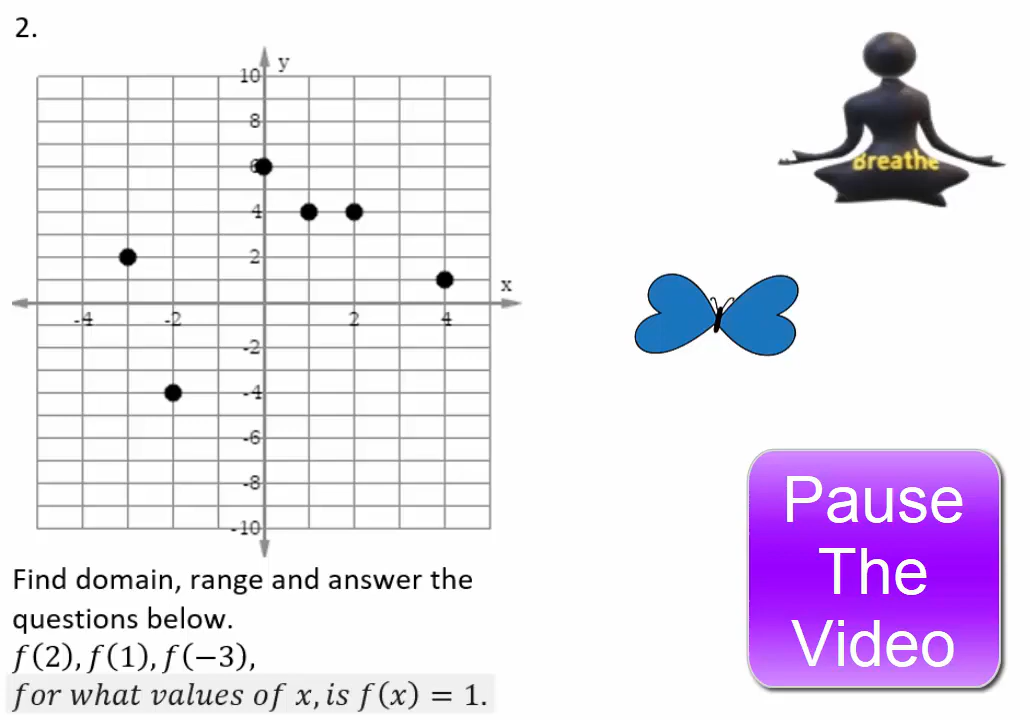 2.
y
10
8
6
4
2
x
-4
-2
2
4
-2
-4
-6
-8
-10
Breathe
Pause
The
Video
Find domain, range and answer the
questions below.
f(2), f(1), f(−3),
for what values of x, is f(x) = 1.